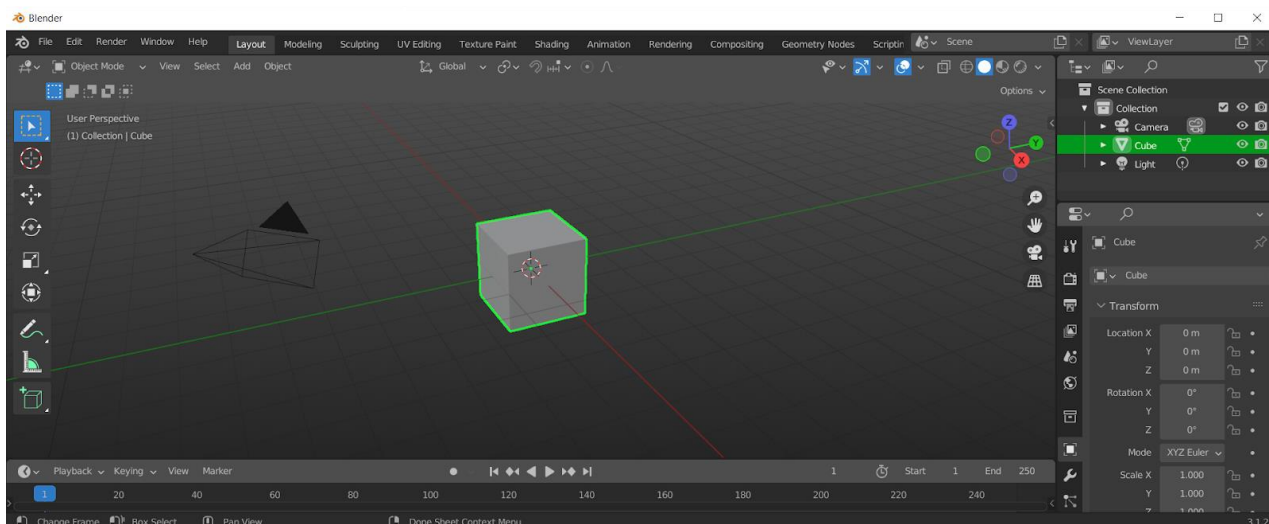 Blender
File Edit Render Window Help Layout Modeling Sculpting UV Editing Texture Paint Shading Animation Rendering Compositing Geometry Nodes Scriptin Scene ViewLayer
Object Mode View Select Add Object Global
Options
User Perspective
(1) Collection | Cube
Z
Y
X
Scene Collection
Collection
Camera
Cube
Light
Cube
Cube
Transform
Location X 0 m
Y 0 m
Z 0 m
Rotation X 0°
Y 0°
Z 0°
Mode XYZ Euler
Scale X 1.000
Y 1.000
Z 1.000
Playback Keying View Marker 1 Start 1 End 250
1 20 40 60 80 100 120 140 160 180 200 220 240
Change Frame Box Select Pan View Dope Sheet Context Menu 3.1.2